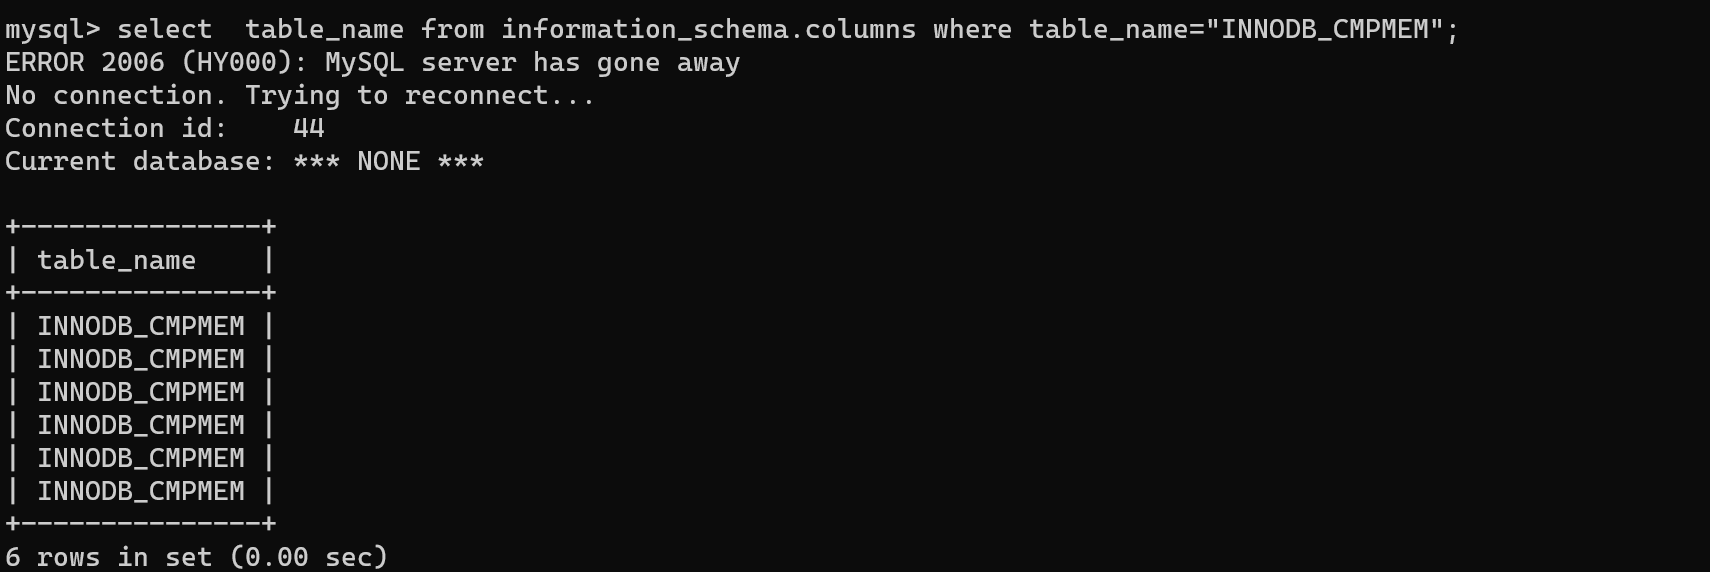 mysql> select  table_name from information_schema.columns where table_name="INNODB_CMPMEM";
ERROR 2006 (HY000): MySQL server has gone away
No connection. Trying to reconnect...
Connection id:    44
Current database: *** NONE ***

+---------------+
| table_name    |
+---------------+
| INNODB_CMPMEM |
| INNODB_CMPMEM |
| INNODB_CMPMEM |
| INNODB_CMPMEM |
| INNODB_CMPMEM |
| INNODB_CMPMEM |
+---------------+
6 rows in set (0.00 sec)